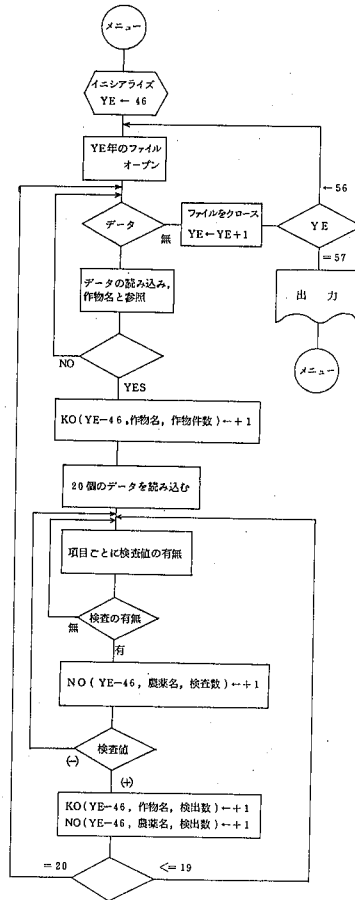 メニュー
イニシアライズ
YE ← 46
YE年のファイル
オープン
←56
データ
無
ファイルをクロース
YE←YE+1
YE
=57
データの読み込み,
作物名と参照
出 力
メニュー
NO
YES
KO(YE-46,作物名,作物件数)←+1
20個のデータを読み込む
項目ごとに検査値の有無
検査の有無
無
有
NO(YE-46,農薬名,検査数)←+1
検査値
(-)
(+)
KO(YE-46,作物名,検出数)←+1
NO(YE-46,農薬名,検出数)←+1
=20
<=19